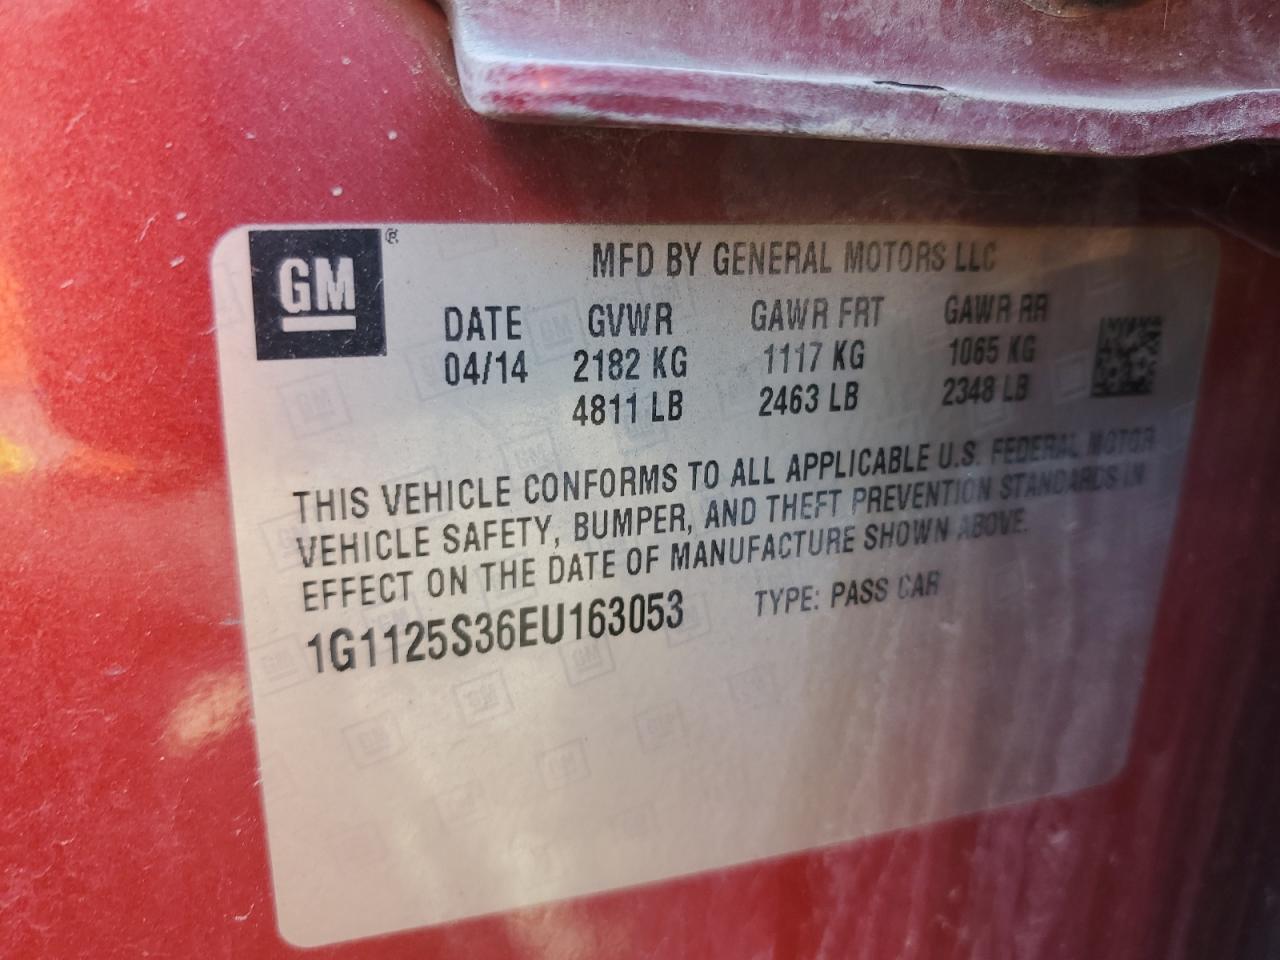 GM ®
MFD BY GENERAL MOTORS LLC
DATE GVWR GAWR FRT GAWR RR
04/14 2182 KG 1117 KG 1065 KG
4811 LB 2463 LB 2348 LB
THIS VEHICLE CONFORMS TO ALL APPLICABLE U.S. FEDERAL MOTOR
VEHICLE SAFETY, BUMPER, AND THEFT PREVENTION STANDARDS IN
EFFECT ON THE DATE OF MANUFACTURE SHOWN ABOVE.
1G1125S36EU163053 TYPE: PASS CAR